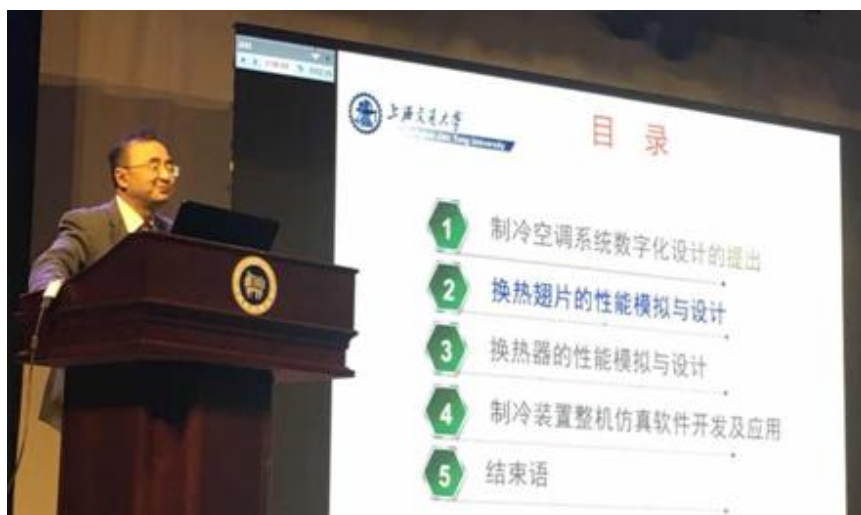 上海交通大学
目 录
1
制冷空调系统数字化设计的提出
2
换热翅片的性能模拟与设计
3
换热器的性能模拟与设计
4
制冷装置整机仿真软件开发及应用
5
结束语